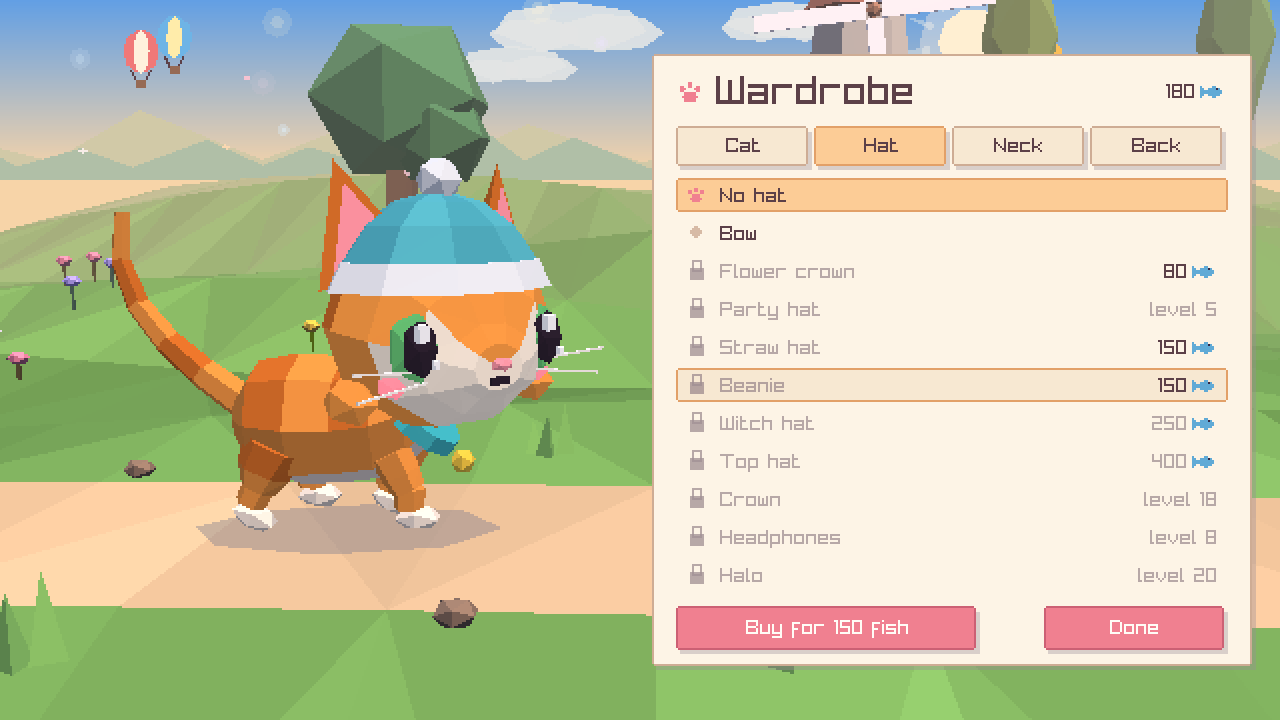 Wardrobe 180
Cat Hat Neck Back
No hat
Bow
Flower crown 80
Party hat level 5
Straw hat 150
Beanie 150
Witch hat 250
Top hat 400
Crown level 18
Headphones level 8
Halo level 20
Buy for 150 fish Done